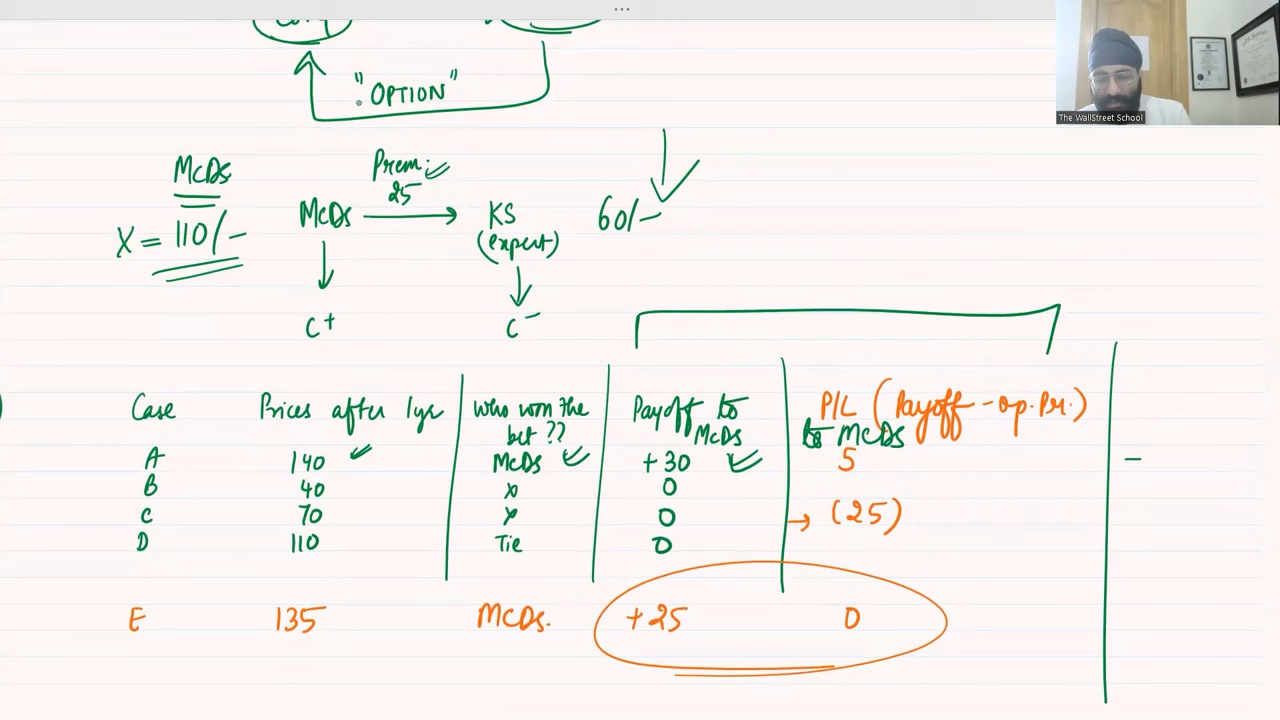 The WallStreet School
"OPTION"
McDs
X = 110/-
McDs
Prem.
25
KS
(expert)
60/-
C+
C-
Case Prices after 1yr Who won the bet ?? Payoff to McDs P/L (Payoff - op. Pr.) to McDs
A 140 McDs +30 5
B 40 x 0
C 70 x 0 → (25)
D 110 Tie 0
E 135 McDs. +25 0